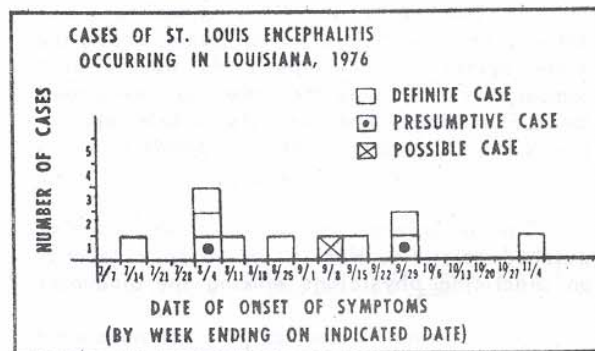 CASES OF ST. LOUIS ENCEPHALITIS
OCCURRING IN LOUISIANA, 1976
DEFINITE CASE
PRESUMPTIVE CASE
POSSIBLE CASE
NUMBER OF CASES
5
4
3
2
1
7/7 7/14 7/21 7/28 8/4 8/11 8/18 8/25 9/1 9/8 9/15 9/22 9/29 10/6 10/13 10/20 10/27 11/4
DATE OF ONSET OF SYMPTOMS
(BY WEEK ENDING ON INDICATED DATE)